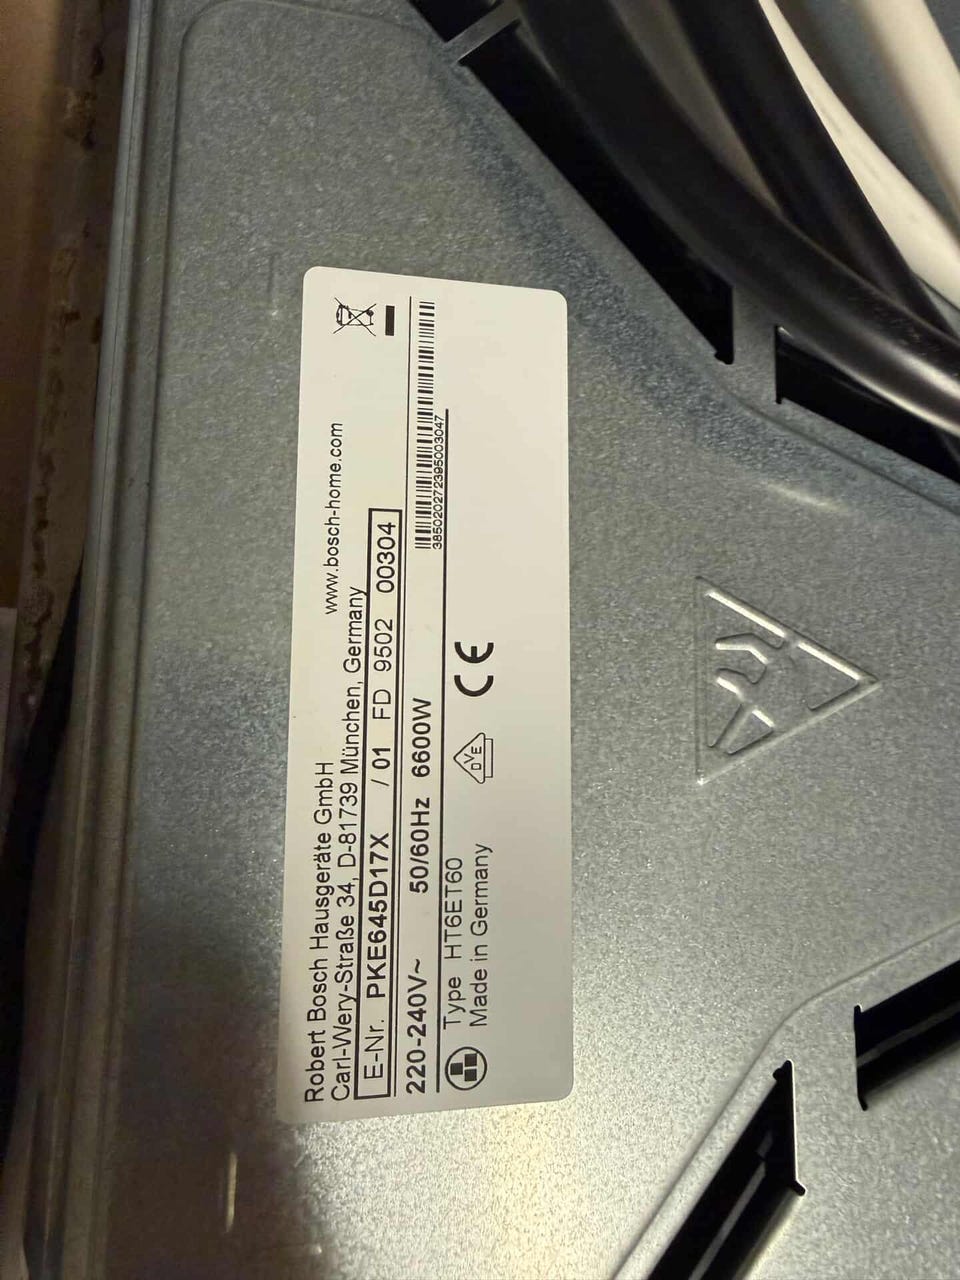 Robert Bosch Hausgeräte GmbH
Carl-Wery-Straße 34, D-81739 München, Germany
www.bosch-home.com
E-Nr. PKE645D17X / 01 FD 9502 00304
220-240V~ 50/60Hz 6600W
385020272395003047
Type HT6ET60
Made in Germany
DVE
CE